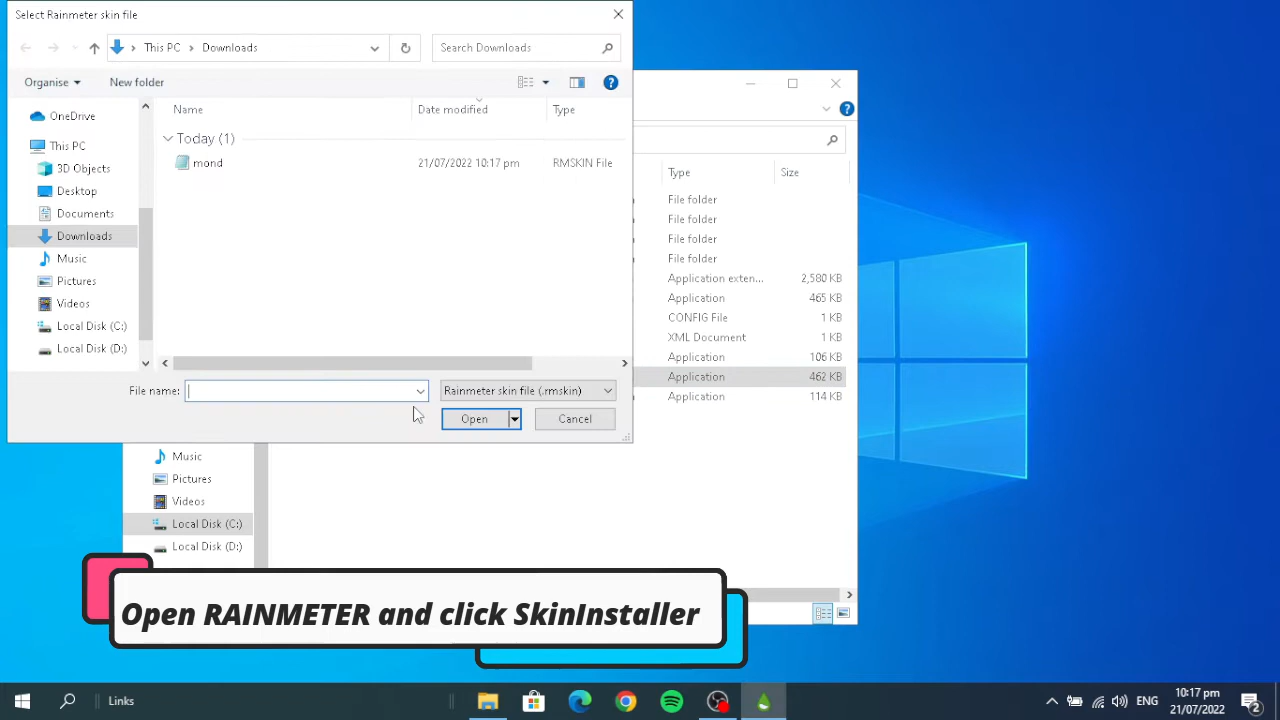 Select Rainmeter skin file
This PC
Downloads
Search Downloads
Organise
New folder
OneDrive
This PC
3D Objects
Desktop
Documents
Downloads
Music
Pictures
Videos
Local Disk (C:)
Local Disk (D:)
Name
Date modified
Type
Today (1)
mond
21/07/2022 10:17 pm
RMSKIN File
File name:
Rainmeter skin file (.rmskin)
Open
Cancel
Type
Size
File folder
File folder
File folder
File folder
Application exten...
2,580 KB
Application
465 KB
CONFIG File
1 KB
XML Document
1 KB
Application
106 KB
Application
462 KB
Application
114 KB
Music
Pictures
Videos
Local Disk (C:)
Local Disk (D:)
Open RAINMETER and click SkinInstaller
Links
ENG
10:17 pm
21/07/2022
2